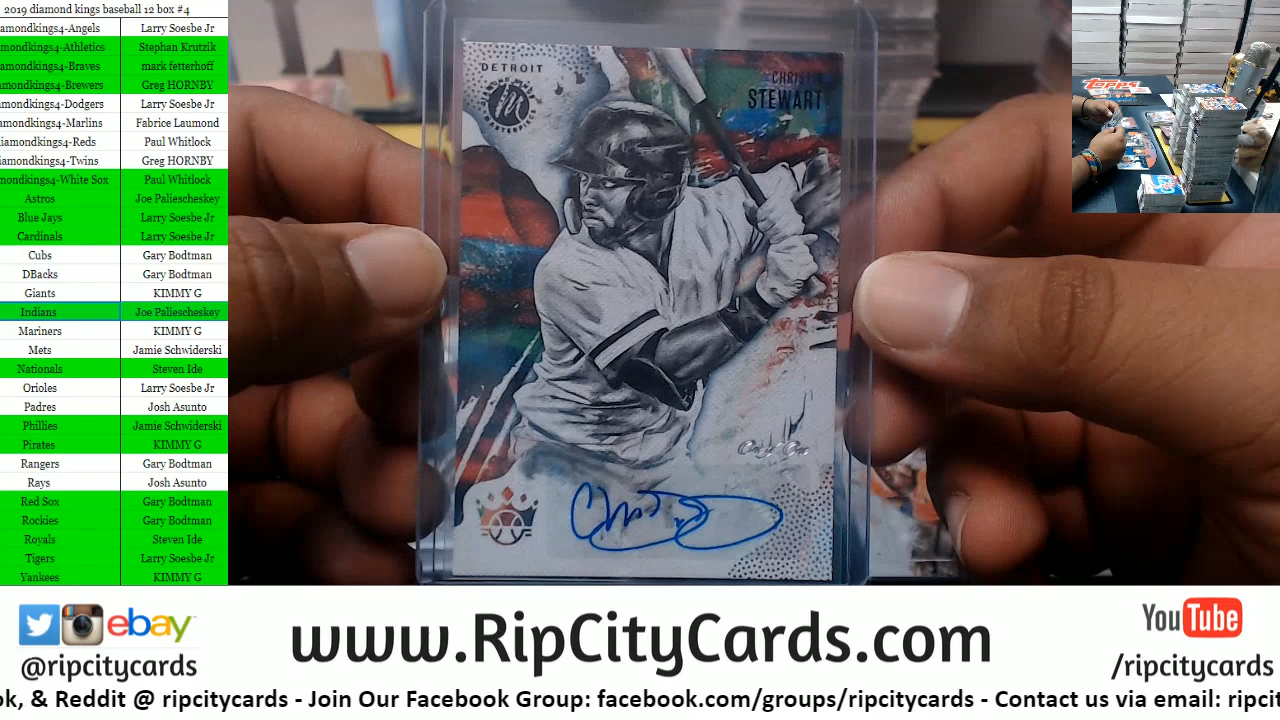 2019 diamond kings baseball 12 box #4
amondkings4-Angels Larry Soesbe Jr
amondkings4-Athletics Stephan Krutzik
amondkings4-Braves mark fetterhoff
amondkings4-Brewers Greg HORNBY
amondkings4-Dodgers Larry Soesbe Jr
amondkings4-Marlins Fabrice Laumond
iamondkings4-Reds Paul Whitlock
iamondkings4-Twins Greg HORNBY
mondkings4-White Sox Paul Whitlock
Astros Joe Paliescheskey
Blue Jays Larry Soesbe Jr
Cardinals Larry Soesbe Jr
Cubs Gary Bodtman
DBacks Gary Bodtman
Giants KIMMY G
Indians Joe Paliescheskey
Mariners KIMMY G
Mets Jamie Schwiderski
Nationals Steven Ide
Orioles Larry Soesbe Jr
Padres Josh Asunto
Phillies Jamie Schwiderski
Pirates KIMMY G
Rangers Gary Bodtman
Rays Josh Asunto
Red Sox Gary Bodtman
Rockies Gary Bodtman
Royals Steven Ide
Tigers Larry Soesbe Jr
Yankees KIMMY G
DETROIT
STEWART
topps
ebay
@ripcitycards
www.RipCityCards.com
YouTube
/ripcitycards
ok, & Reddit @ ripcitycards - Join Our Facebook Group: facebook.com/groups/ripcitycards - Contact us via email: ripcit